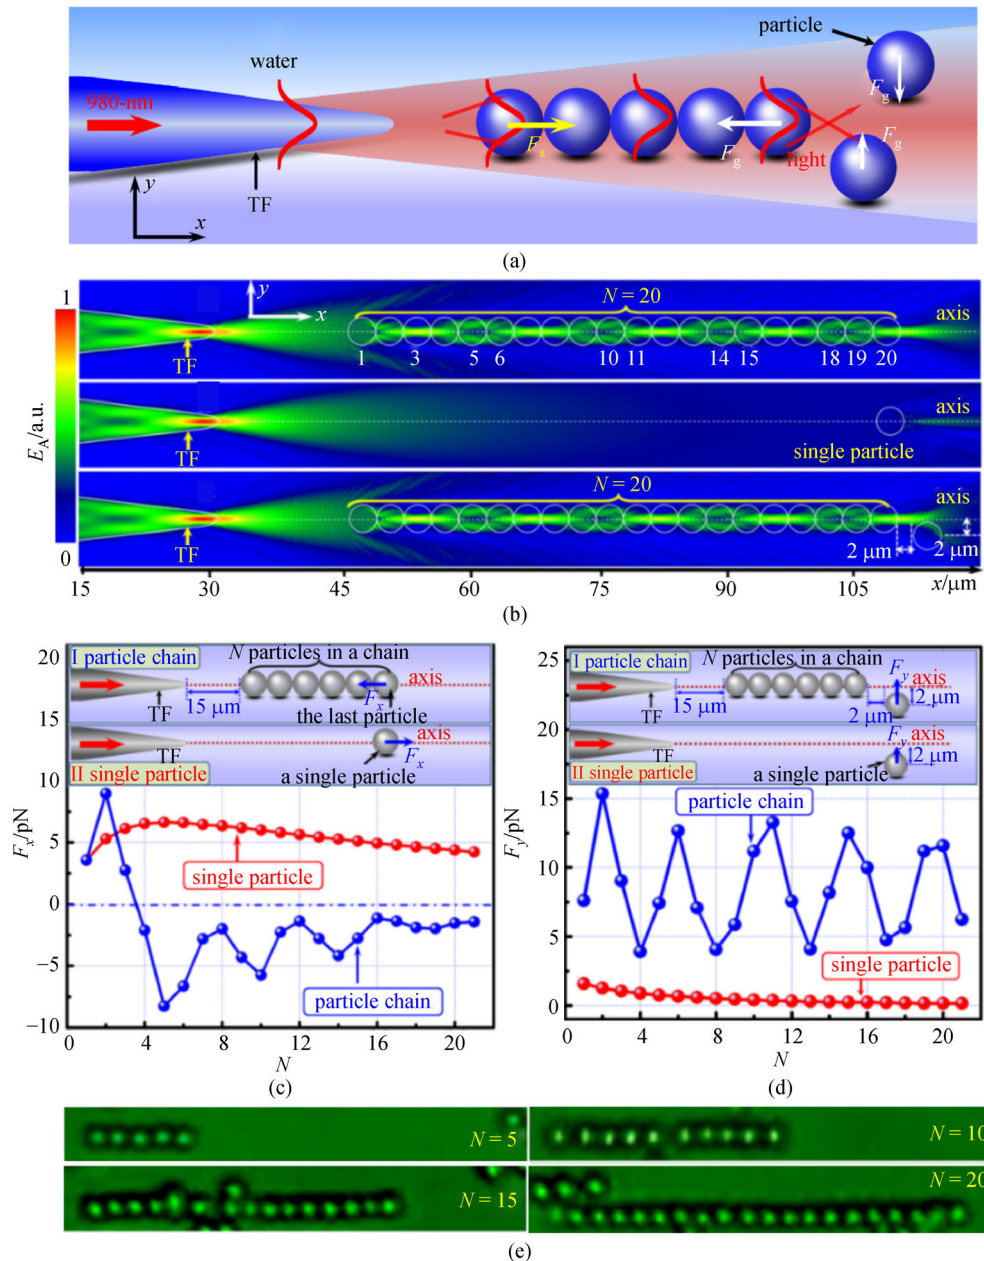 particle
water
980-nm
F_g
F_s
F_g
F_g
light
y
x
TF
(a)
1
E_A/a.u.
0
y
x
N = 20
axis
TF
1 3 5 6 10 11 14 15 18 19 20
axis
TF
single particle
N = 20
axis
TF
2 μm
2 μm
15 30 45 60 75 90 105 x/μm
(b)
I particle chain
N particles in a chain
axis
F_x
TF
15 μm
the last particle
axis
TF
F_x
II single particle
a single particle
20
15
10
5
0
−5
−10
F_x/pN
single particle
particle chain
0 4 8 12 16 20
N
(c)
I particle chain
N particles in a chain
F_y
axis
2 μm
TF
15 μm
2 μm
F_y
axis
TF
2 μm
II single particle
a single particle
25
20
15
10
5
0
F_y/pN
particle chain
single particle
0 4 8 12 16 20
N
(d)
N = 5
N = 10
N = 15
N = 20
(e)